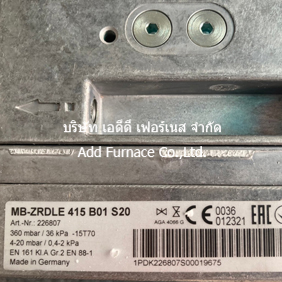 บริษัท เอดีดี เฟอร์เนส จำกัด
Add Furnace Co.,Ltd.
MB-ZRDLE 415 B01 S20
Art.-Nr.: 226807
360 mbar / 36 kPa -15T70
4-20 mbar / 0,4-2 kPa
EN 161 Kl A Gr.2 EN 88-1
Made in Germany
AGA 4066 G
CE 0036
012321
EAC
1PDK226807S00019675